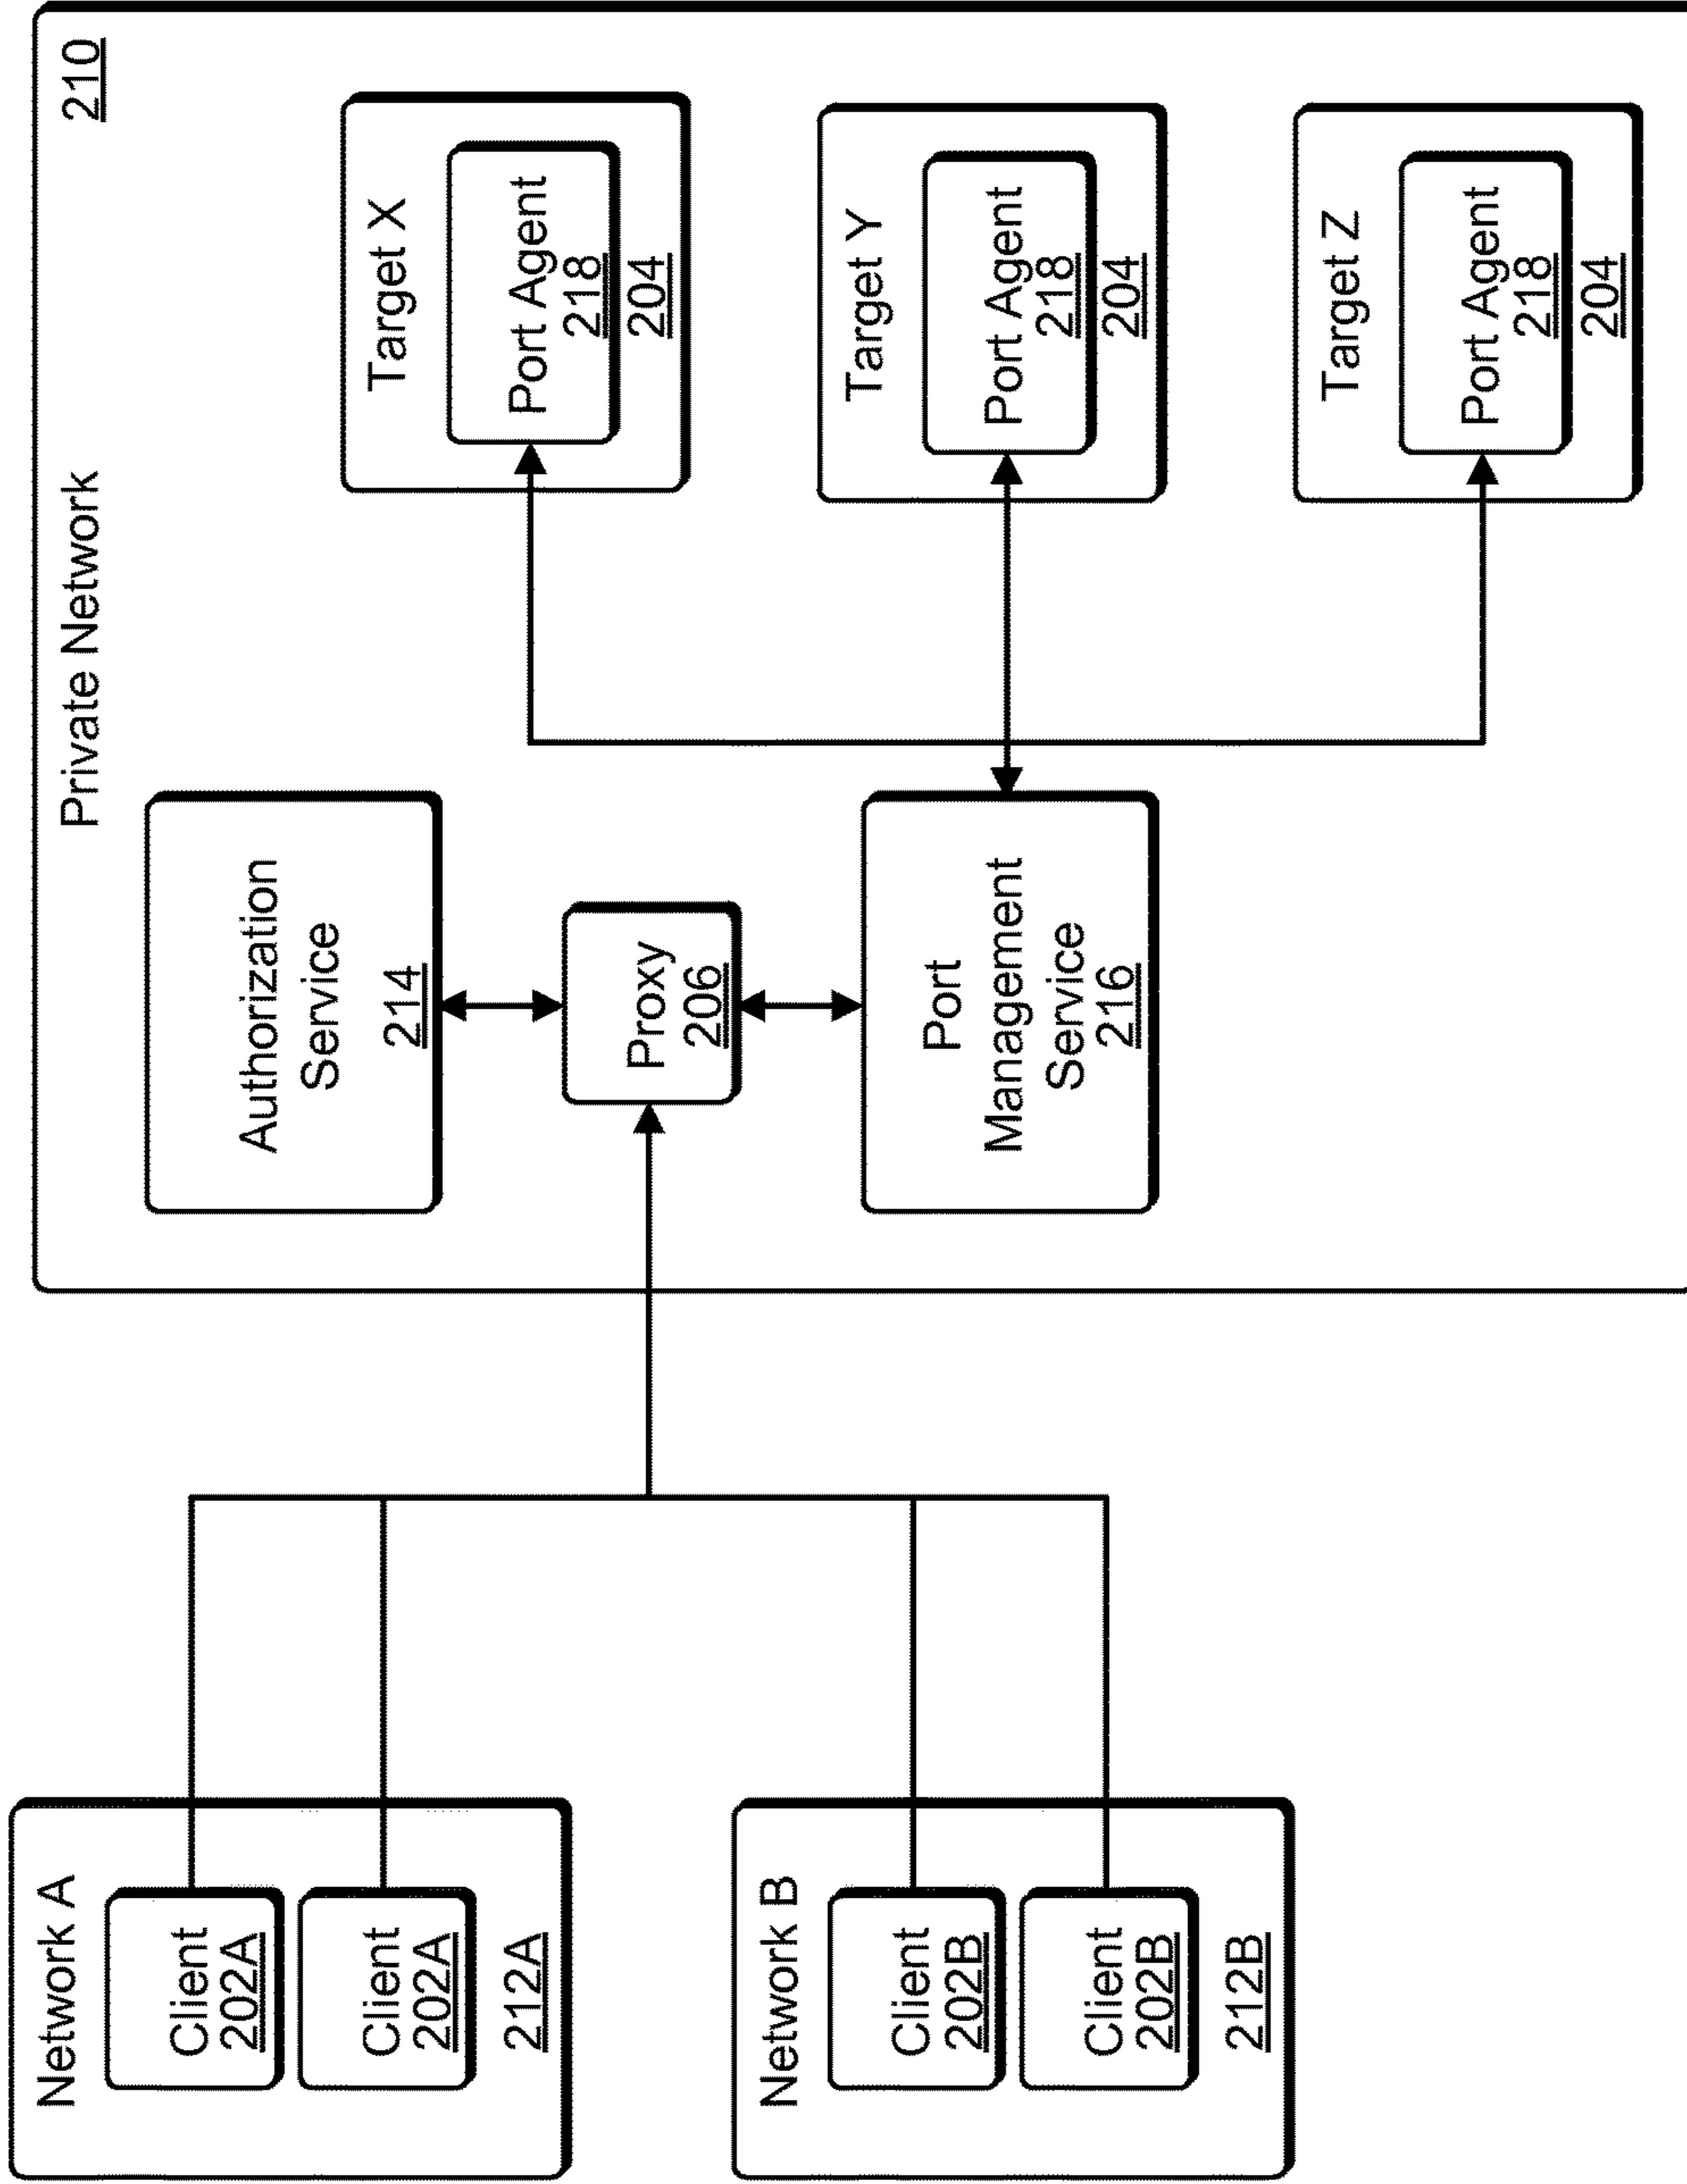 Network A
Client
202A
Client
202A
212A
Network B
Client
202B
Client
202B
212B
Private Network
210
Authorization
Service
214
Proxy
206
Port
Management
Service
216
Target X
Port Agent
218
204
Target Y
Port Agent
218
204
Target Z
Port Agent
218
204